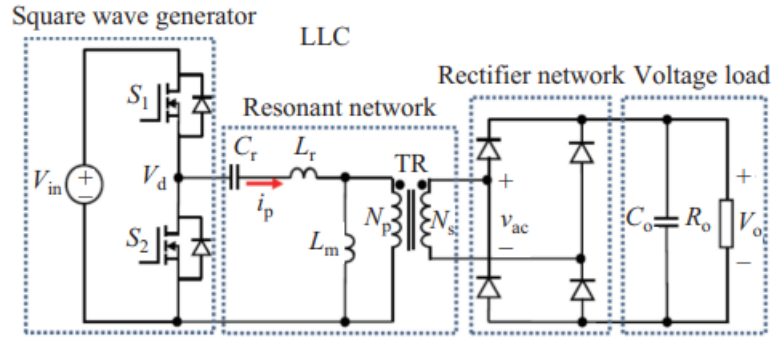 Square wave generator
LLC
Rectifier network Voltage load
Resonant network
S1
Cr
Lr
TR
Vin
Vd
ip
Np
Ns
+
vac
−
Co
Ro
+
Vo
−
S2
Lm
+
−